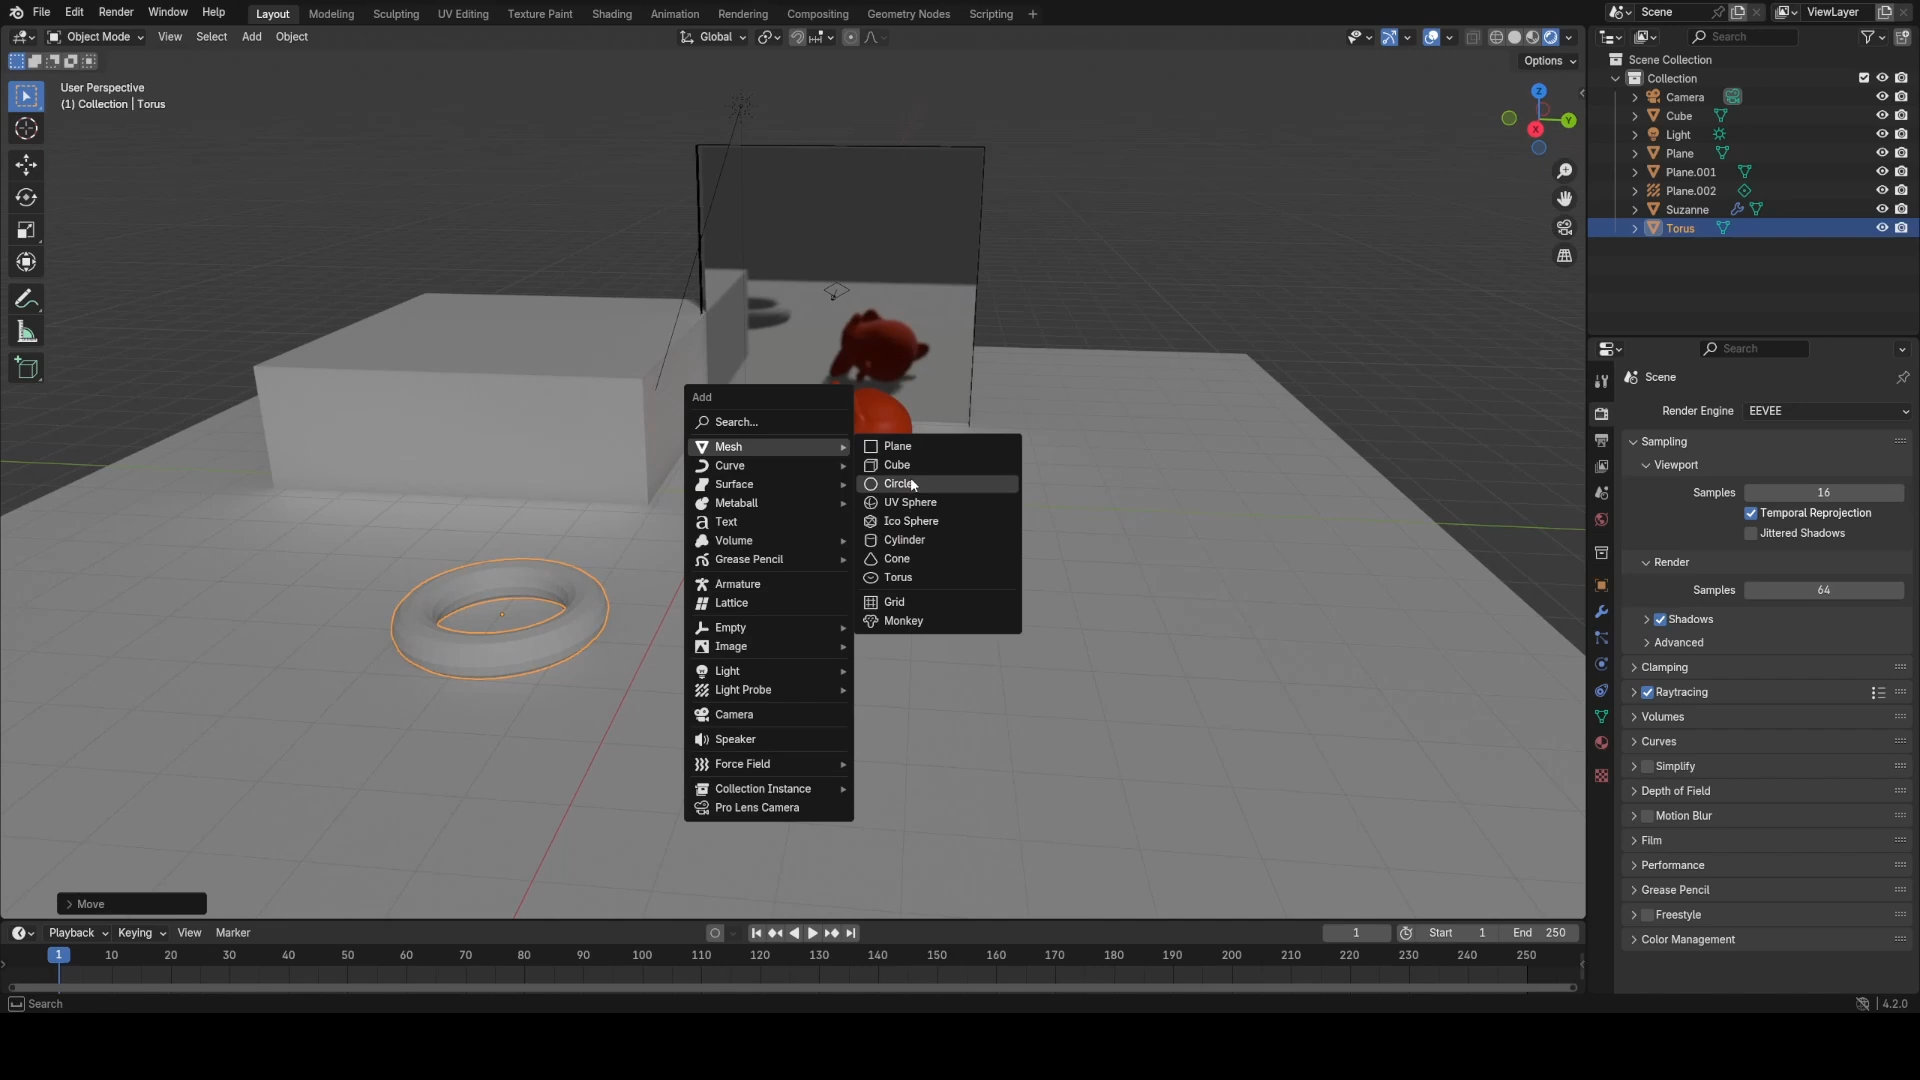 File Edit Render Window Help Layout Modeling Sculpting UV Editing Texture Paint Shading Animation Rendering Compositing Geometry Nodes Scripting + Scene ViewLayer
Object Mode View Select Add Object Global Search
Options
User Perspective
(1) Collection | Torus
Z
Y
X
Scene Collection
Collection
Camera
Cube
Light
Plane
Plane.001
Plane.002
Suzanne
Torus
Add
Search...
Mesh
Curve
Surface
Metaball
Text
Volume
Grease Pencil
Armature
Lattice
Empty
Image
Light
Light Probe
Camera
Speaker
Force Field
Collection Instance
Pro Lens Camera
Plane
Cube
Circle
UV Sphere
Ico Sphere
Cylinder
Cone
Torus
Grid
Monkey
Search
Scene
Render Engine EEVEE
Sampling
Viewport
Samples 16
Temporal Reprojection
Jittered Shadows
Render
Samples 64
Shadows
Advanced
Clamping
Raytracing
Volumes
Curves
Simplify
Depth of Field
Motion Blur
Film
Performance
Grease Pencil
Freestyle
Color Management
Move
Playback Keying View Marker 1 Start 1 End 250
1 10 20 30 40 50 60 70 80 90 100 110 120 130 140 150 160 170 180 190 200 210 220 230 240 250
Search 4.2.0